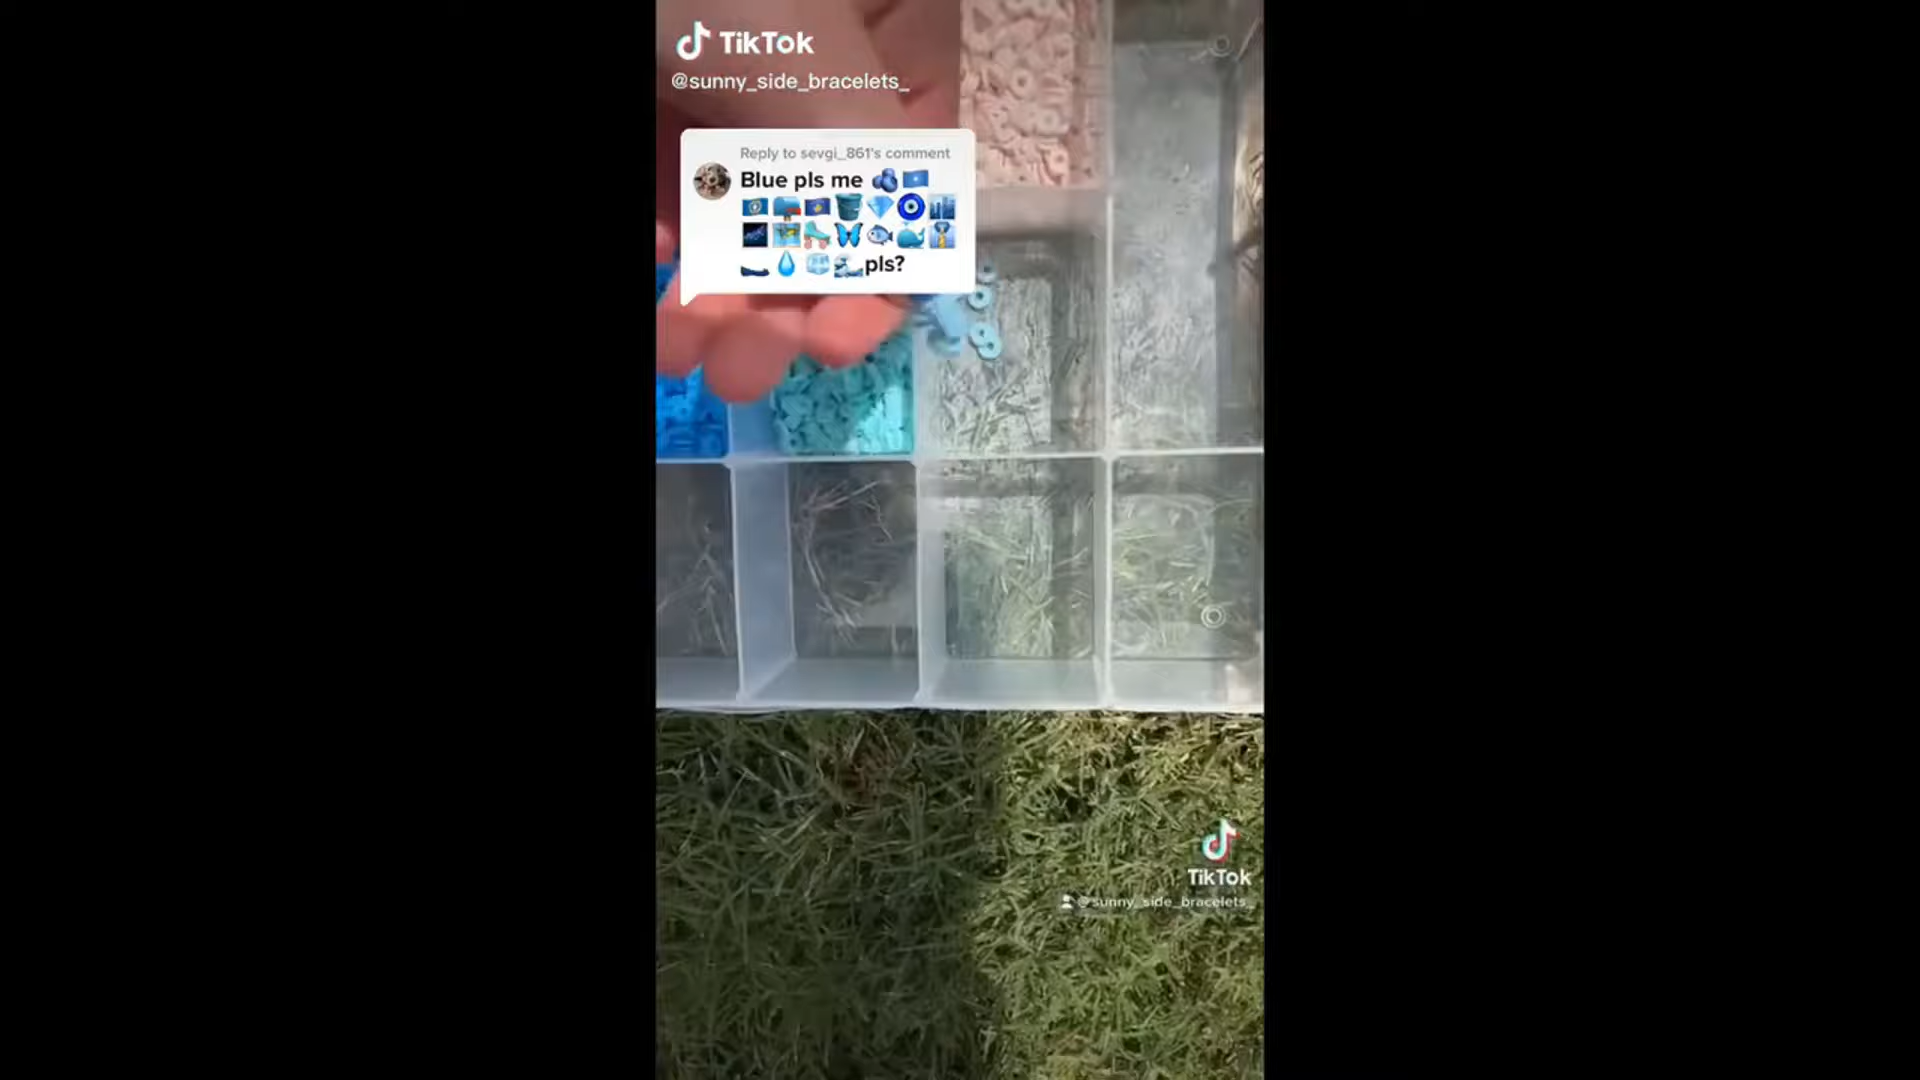 TikTok
@sunny_side_bracelets_
Reply to sevgi_861's comment
Blue pls me
pls?
TikTok
@sunny_side_bracelets_